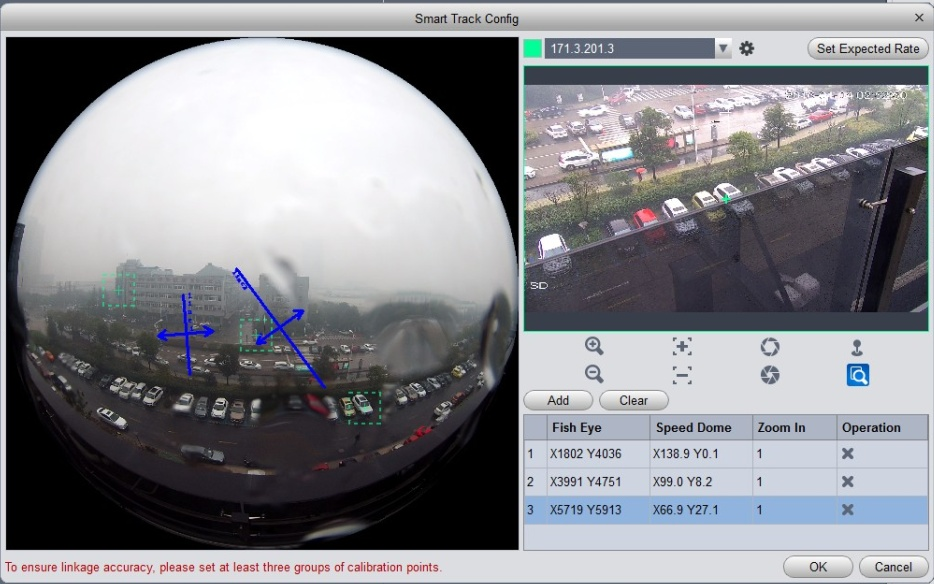 Smart Track Config
171.3.201.3
Set Expected Rate
SD
Add
Clear
Fish Eye Speed Dome Zoom In Operation
1 X1802 Y4036 X138.9 Y0.1 1
2 X3991 Y4751 X99.0 Y8.2 1
3 X5719 Y5913 X66.9 Y27.1 1
To ensure linkage accuracy, please set at least three groups of calibration points.
OK
Cancel